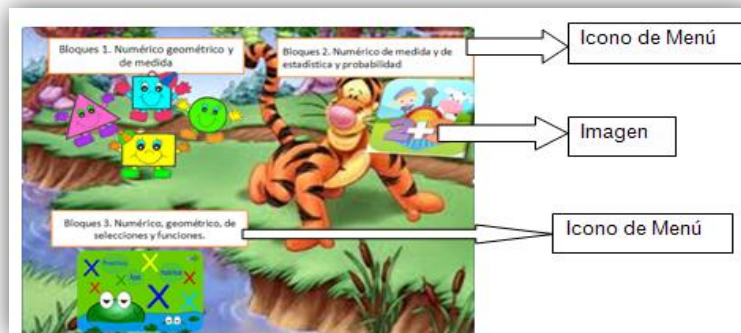 Bloques 1. Numérico geométrico y
de medida
Bloques 2. Numérico de medida y de
estadística y probabilidad
Icono de Menú
2+
Imagen
Bloques 3. Numérico, geométrico, de
selecciones y funciones.
Icono de Menú